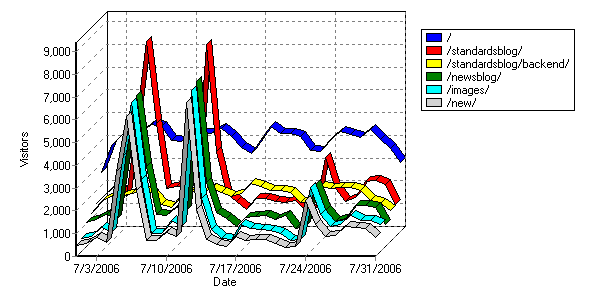 9,000
8,000
7,000
6,000
5,000
4,000
3,000
2,000
1,000
0
Visitors
7/3/2006
7/10/2006
7/17/2006
7/24/2006
7/31/2006
Date
/
/standardsblog/
/standardsblog/backend/
/newsblog/
/images/
/new/